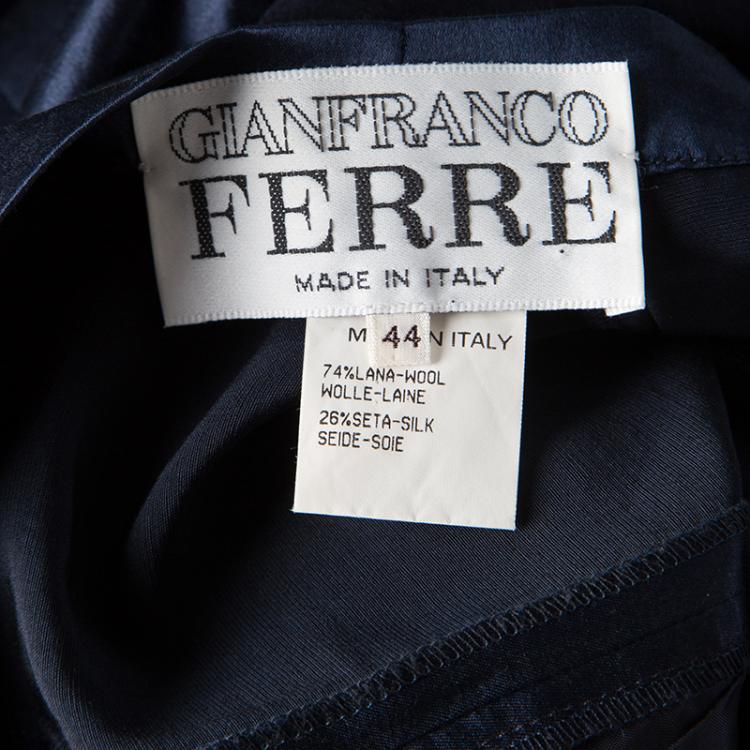 GIANFRANCO
FERRE
MADE IN ITALY
M 44 N ITALY
74%LANA-WOOL
WOLLE-LAINE
26%SETA-SILK
SEIDE-SOIE